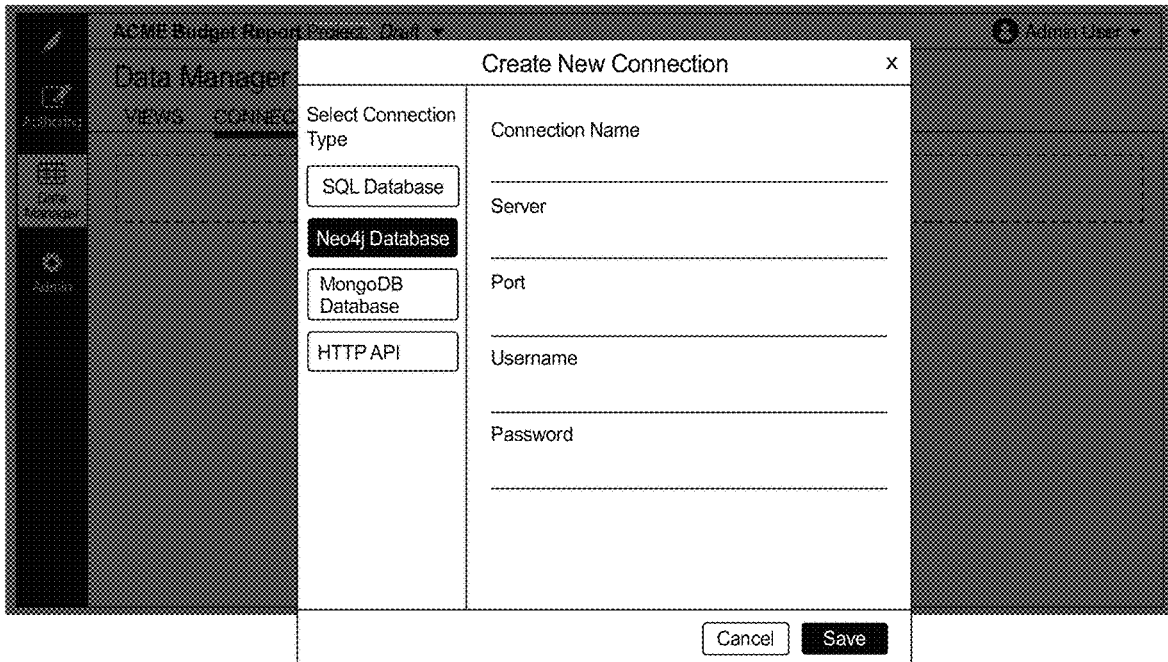 ACME Budget Report Project: Draft
Admin User
Create New Connection
X
Data Manager
VIEWS
CONNEC
Data
Manager
Admin
Select Connection
Type
SQL Database
Neo4j Database
MongoDB
Database
HTTP API
Connection Name
Server
Port
Username
Password
Cancel
Save